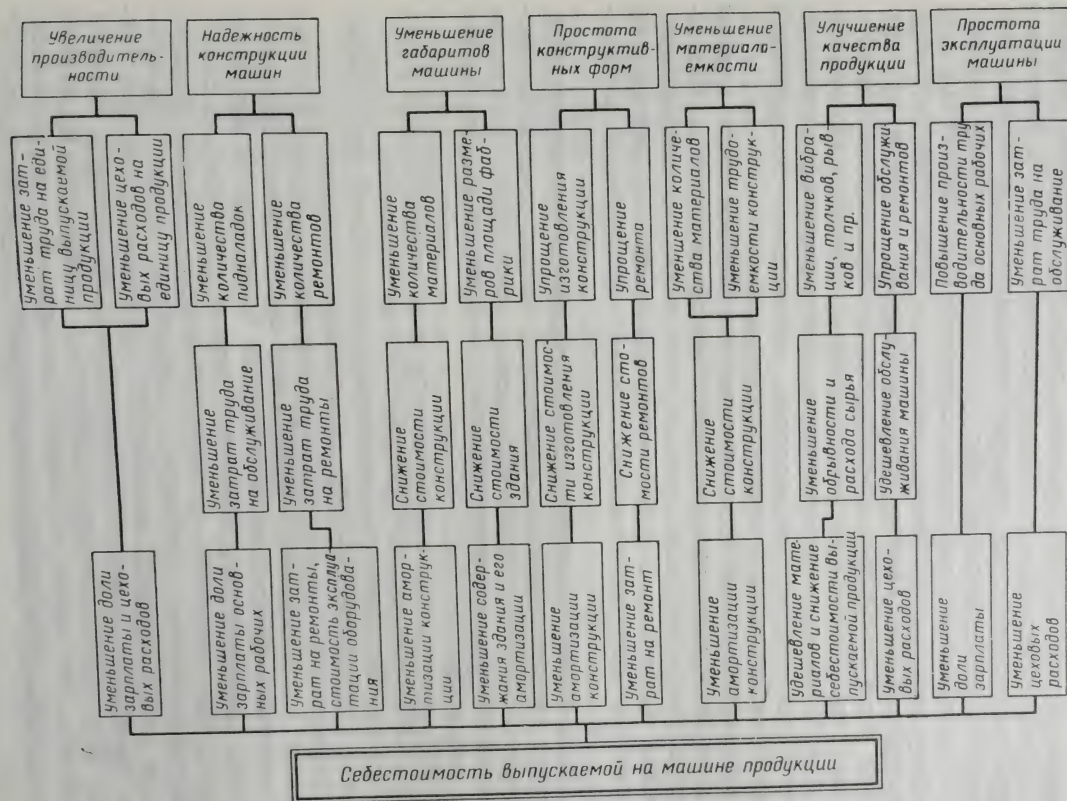 Увеличение
производитель-
ности
Надежность
конструкции
машин
Уменьшение
габаритов
машины
Простота
конструктив-
ных форм
Уменьшение
материало-
емкости
Улучшение
качества
продукции
Простота
эксплуатации
машины
Уменьшение зат-
рат труда на еди-
ницу выпускаемой
продукции
Уменьшение цехо-
вых расходов на
единицу продукции
Уменьшение
количества
подналадок
Уменьшение
количества
ремонтов
Уменьшение
количества
материалов
Уменьшение разме-
ров площади фаб-
рики
Упрощение
изготовления
конструкции
Упрощение
ремонта
Уменьшение количе-
ства материалов
Уменьшение трудо-
емкости конструк-
ции
Уменьшение вибра-
ции, толчков, рыв
ков и пр.
Упрощение обслужи
вания и ремонтов
Повышение произ-
водительности тру
да основных рабочих
Уменьшение зат-
рат труда на
обслуживание
Уменьшение
затрат труда
на обслуживание
Уменьшение
затрат труда
на ремонты
Снижение
стоимости
конструкции
Снижение
стоимости
здания
Снижение стоимос-
ти изготовления
конструкции
Снижение сто-
мости ремонтов
Снижение
стоимости
конструкции
Уменьшение
обрывности и
расхода сырья
Удешевление обслу-
живания машины
Уменьшение доли
зарплаты и цехо-
вых расходов
Уменьшение доли
зарплаты основ-
ных рабочих
Уменьшение зат-
рат на ремонты,
стоимость эксплуа
тации оборудова-
ния
Уменьшение амор-
тизации конструк-
ции
Уменьшение содер-
жания здания и его
амортизации
Уменьшение
амортизации
конструкции
Уменьшение зат-
рат на ремонт
Уменьшение
амортизации
конструкции
Удешевление мате-
риалов и снижение
себестоимости вы-
пускаемой продукции
Уменьшение цехо-
вых расходов
Уменьшение
доли
зарплаты
Уменьшение
цеховых
расходов
Себестоимость выпускаемой на машине продукции